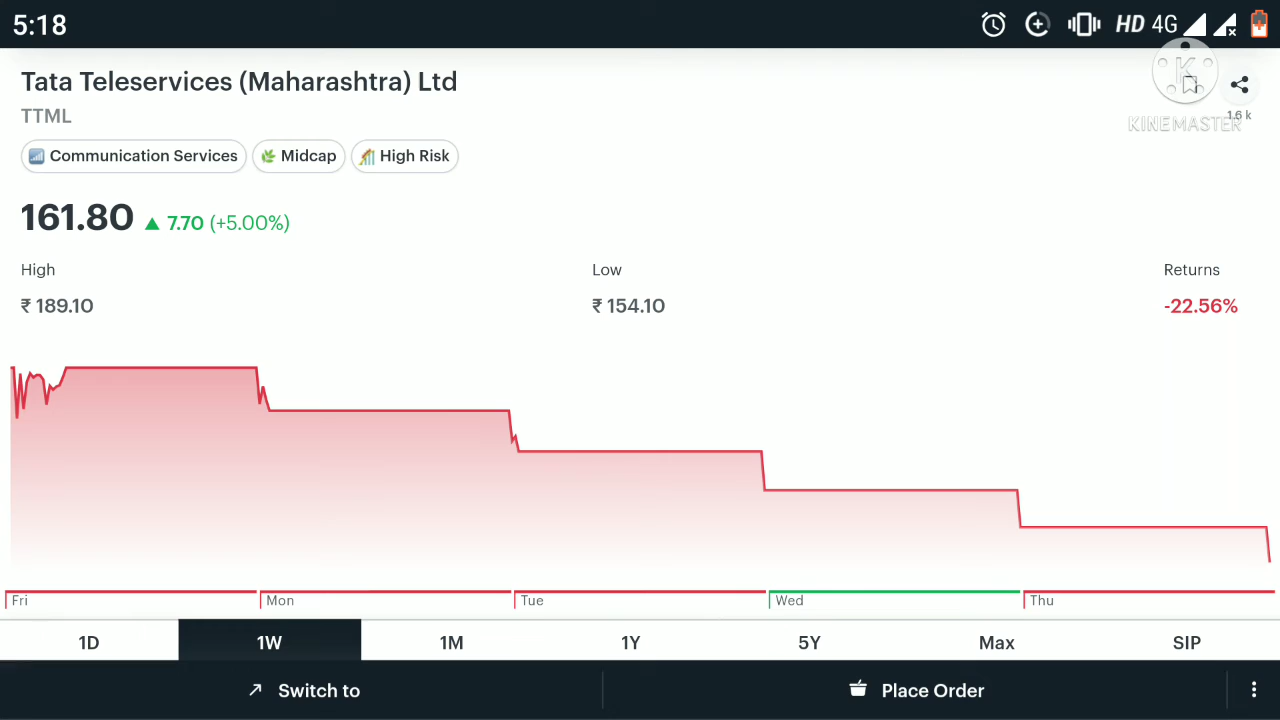 5:18
HD 4G
Tata Teleservices (Maharashtra) Ltd
TTML
1.6 k
KINEMASTER
Communication Services Midcap High Risk
161.80 ▲ 7.70 (+5.00%)
High Low Returns
₹ 189.10 ₹ 154.10 -22.56%
Fri Mon Tue Wed Thu
1D 1W 1M 1Y 5Y Max SIP
Switch to Place Order